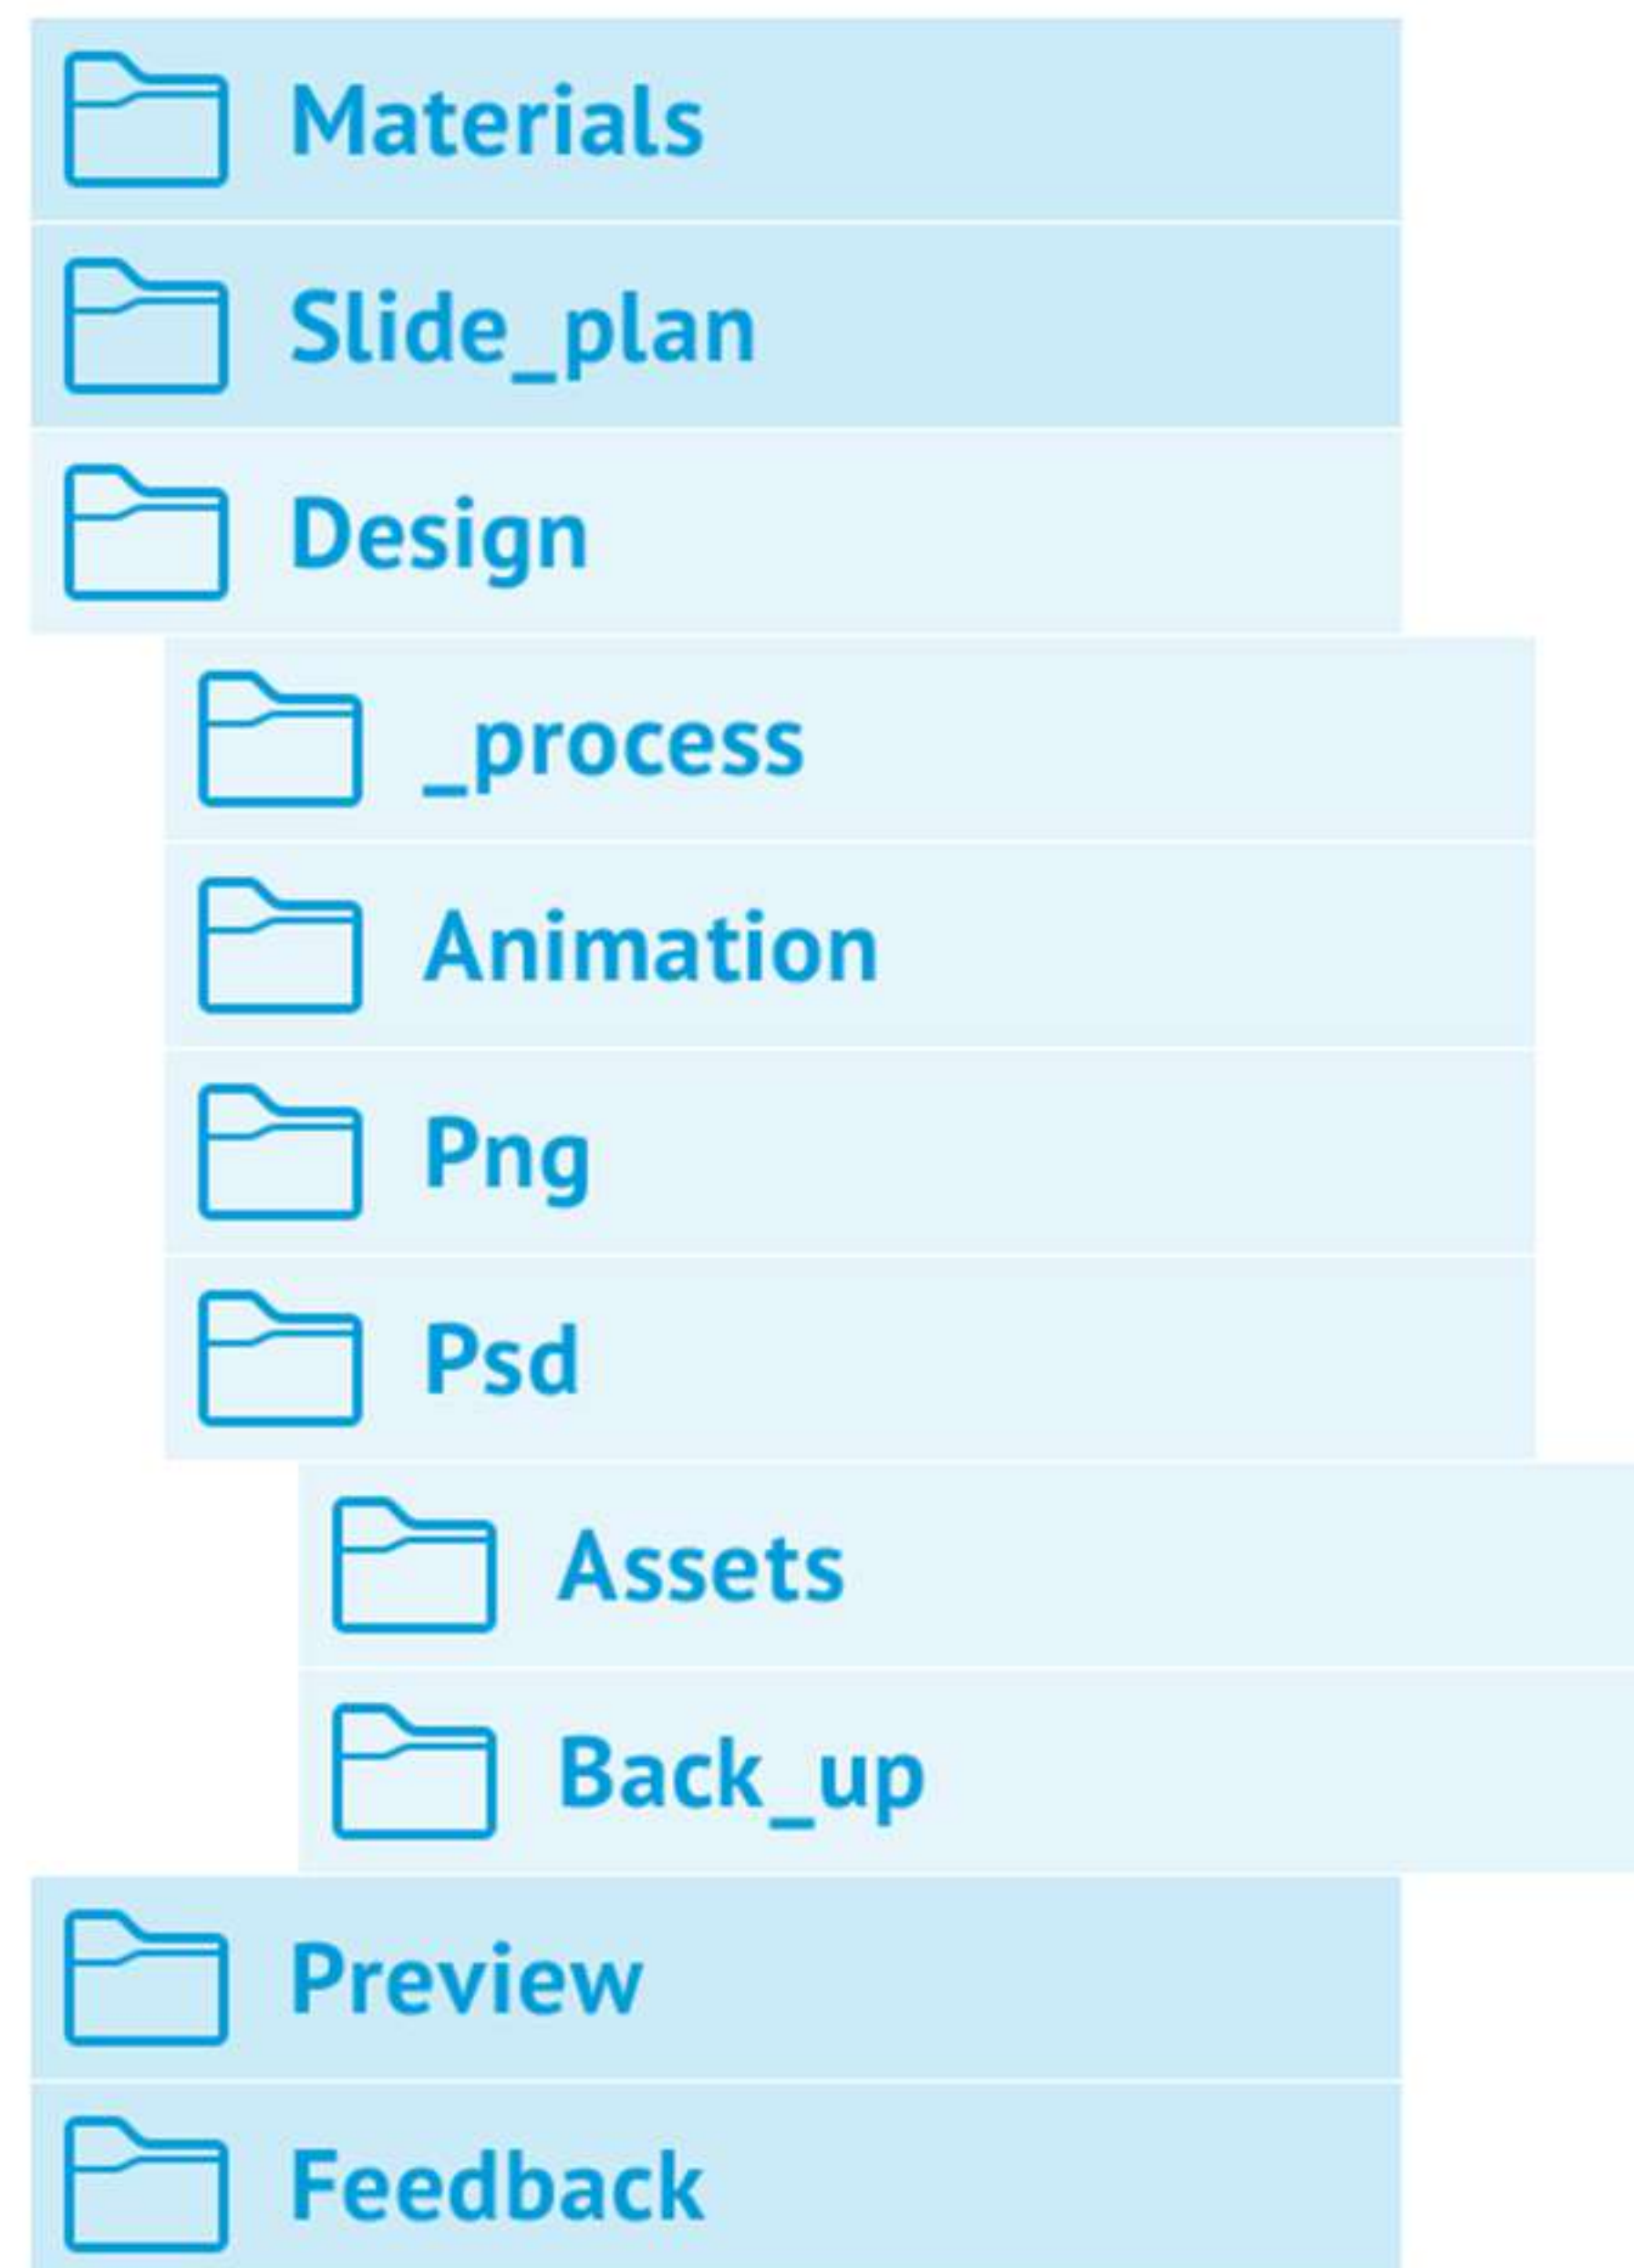 Materials
Slide_plan
Design
_process
Animation
Png
Psd
Assets
Back_up
Preview
Feedback